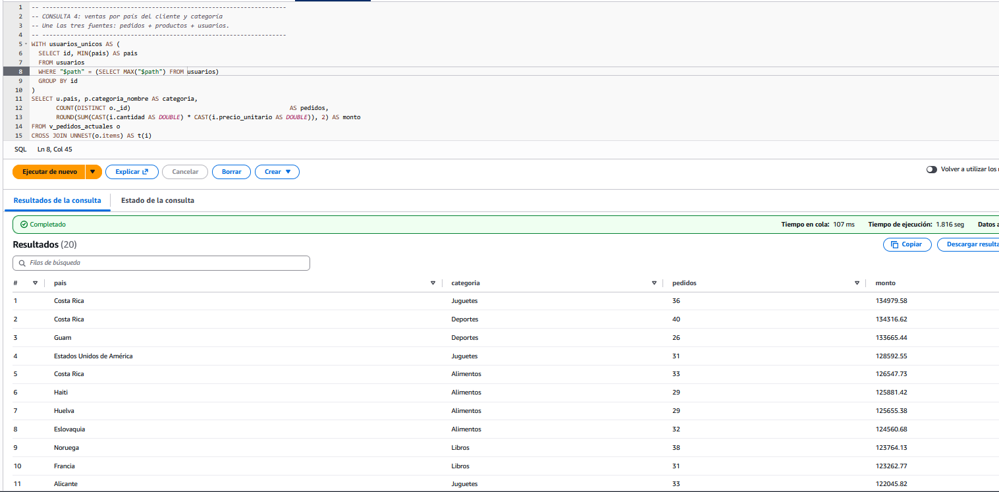 1 -- ----------------------------------------------------------------
2 -- CONSULTA 4: ventas por país del cliente y categoría
3 -- Une las tres fuentes: pedidos + productos + usuarios.
4 -- ----------------------------------------------------------------
5 WITH usuarios_unicos AS (
6 SELECT id, MIN(pais) AS pais
7 FROM usuarios
8 WHERE "$path" = (SELECT MAX("$path") FROM usuarios)
9 GROUP BY id
10 )
11 SELECT u.pais, p.categoria_nombre AS categoria,
12 COUNT(DISTINCT o._id) AS pedidos,
13 ROUND(SUM(CAST(i.cantidad AS DOUBLE) * CAST(i.precio_unitario AS DOUBLE)), 2) AS monto
14 FROM v_pedidos_actuales o
15 CROSS JOIN UNNEST(o.items) AS t(i)
SQL Ln 8, Col 45
Ejecutar de nuevo Explicar Cancelar Borrar Crear Volver a utilizar los
Resultados de la consulta Estado de la consulta
Completado Tiempo en cola: 107 ms Tiempo de ejecución: 1.816 seg Datos
Resultados (20) Copiar Descargar
Filas de búsqueda
# pais categoria pedidos monto
1 Costa Rica Juguetes 36 134979.58
2 Costa Rica Deportes 40 134316.62
3 Guam Deportes 26 133665.44
4 Estados Unidos de América Juguetes 31 128592.55
5 Costa Rica Alimentos 33 126547.73
6 Haiti Alimentos 29 125881.42
7 Huelva Alimentos 29 125655.38
8 Eslovaquia Alimentos 32 124560.68
9 Noruega Libros 38 123764.13
10 Francia Libros 31 123262.77
11 Alicante Juguetes 33 122045.82